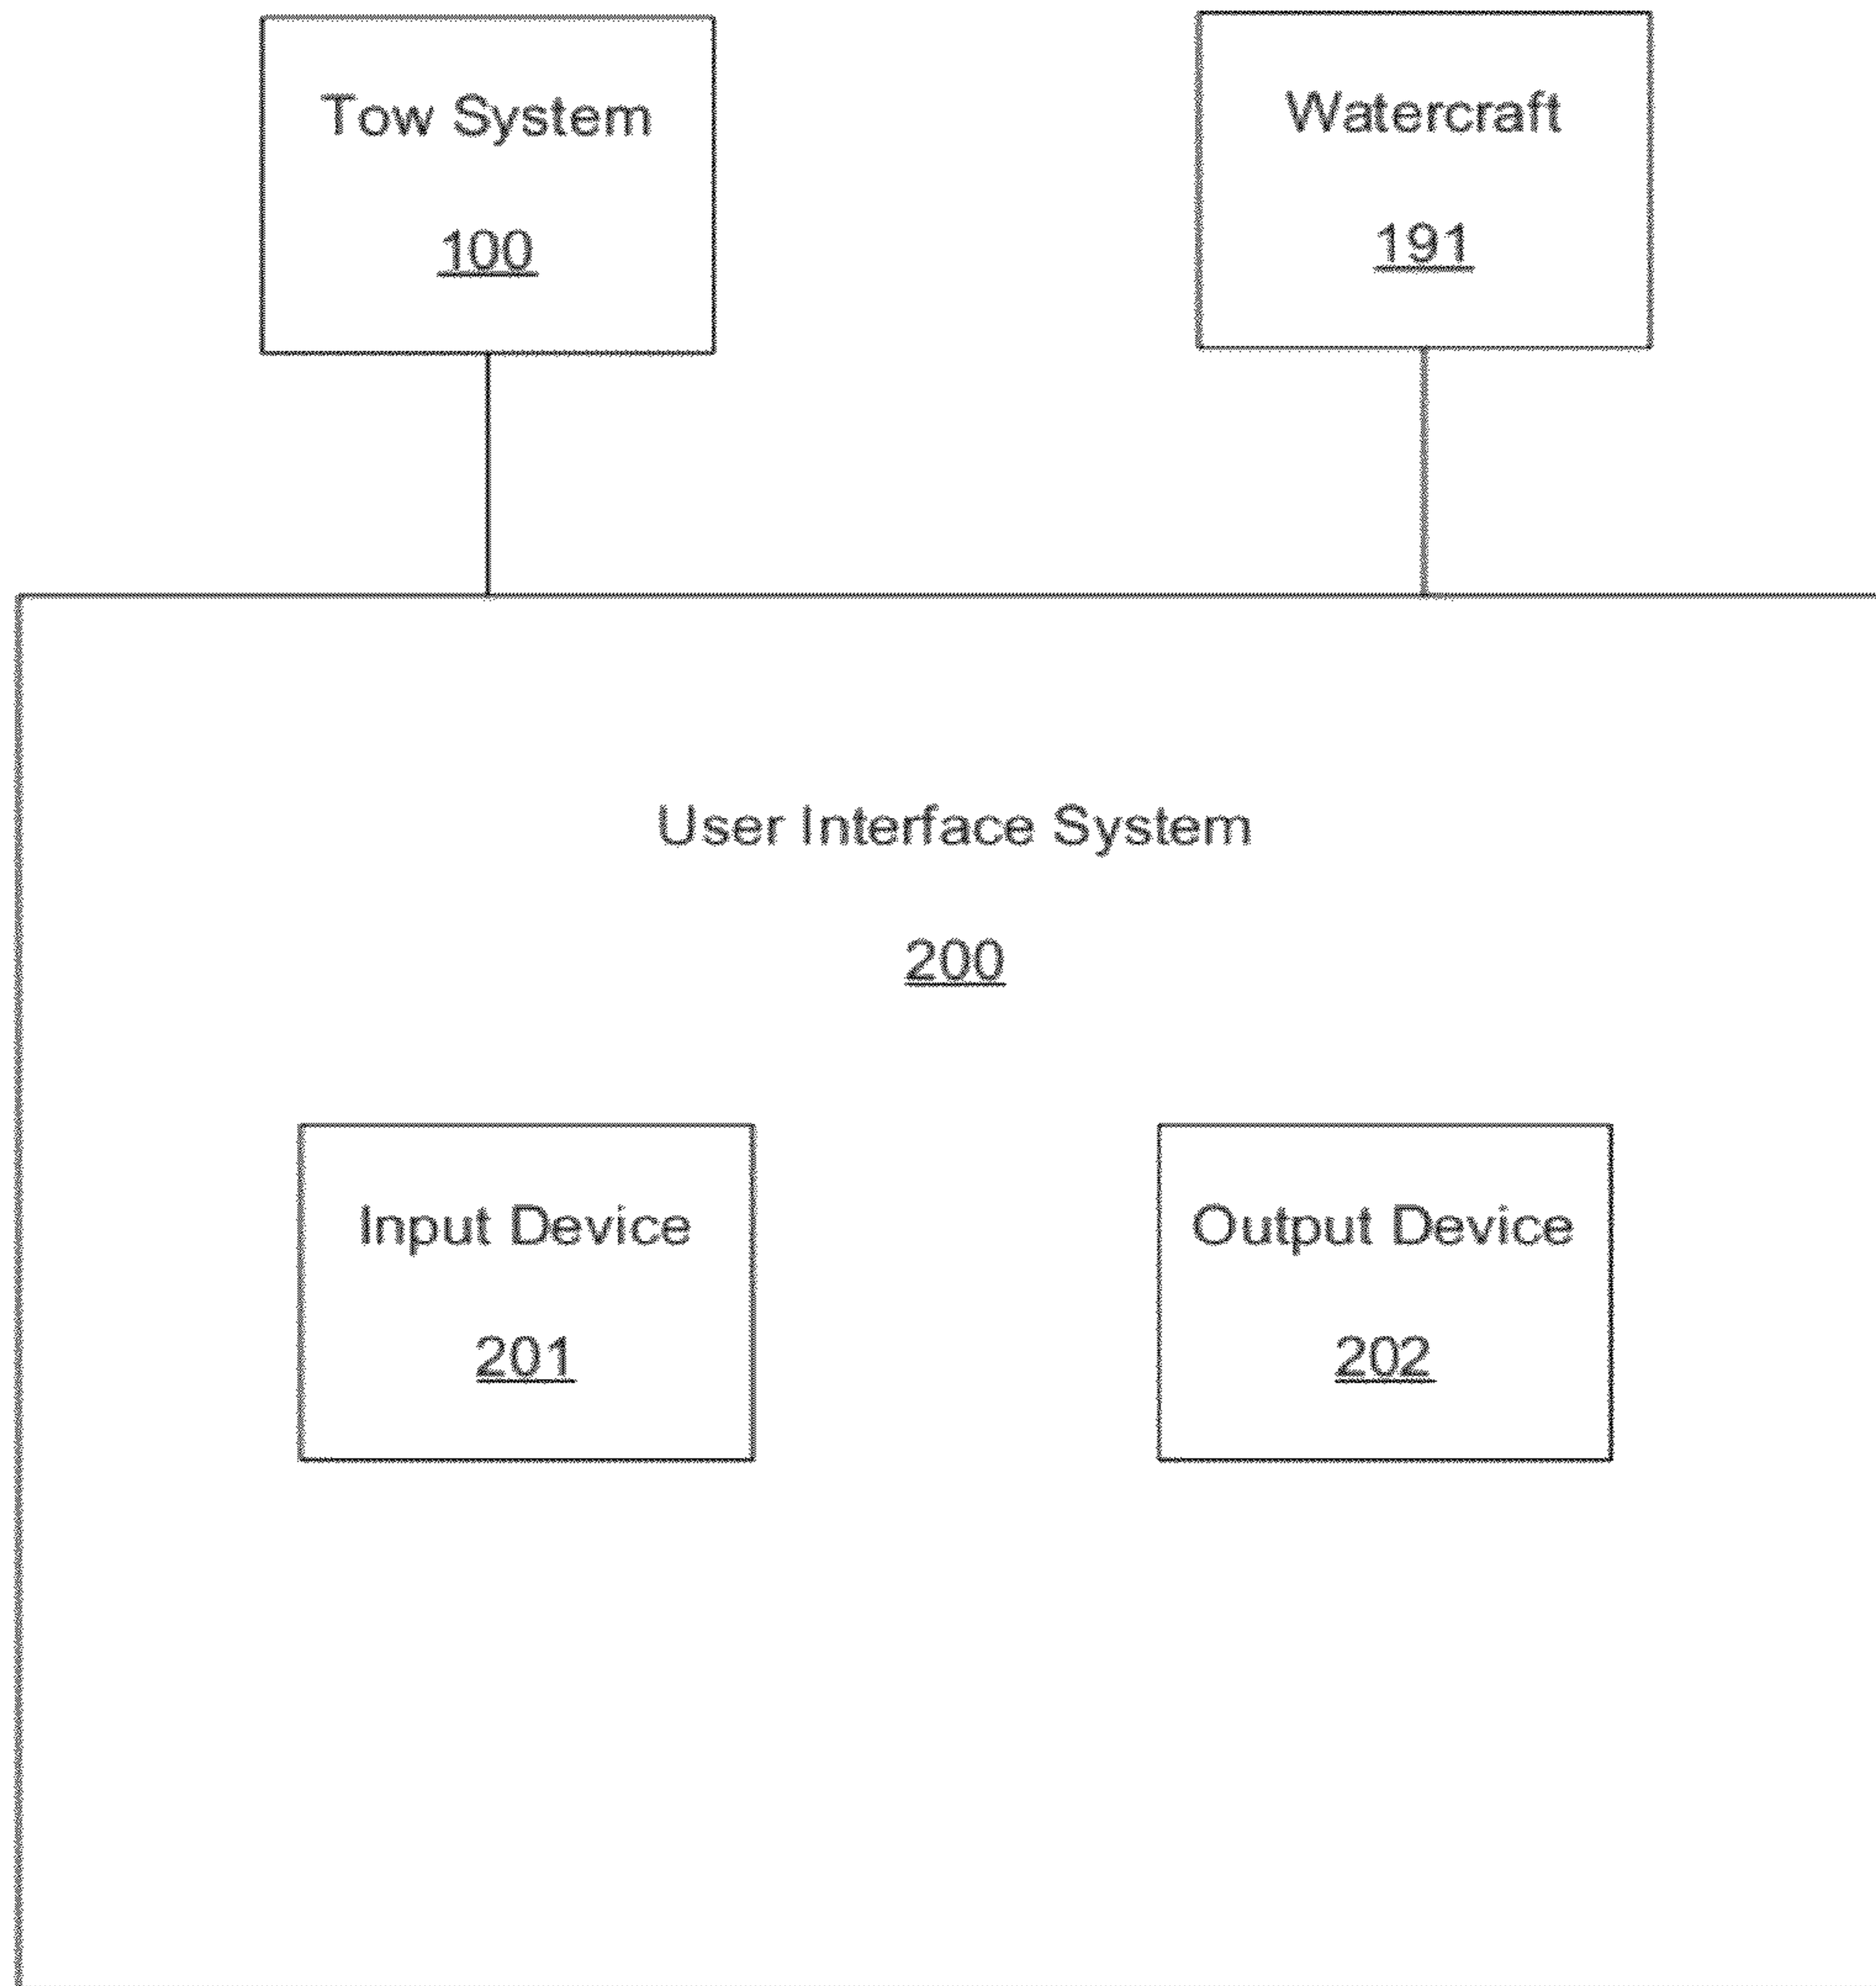 Tow System
100
Watercraft
191
User Interface System
200
Input Device
201
Output Device
202